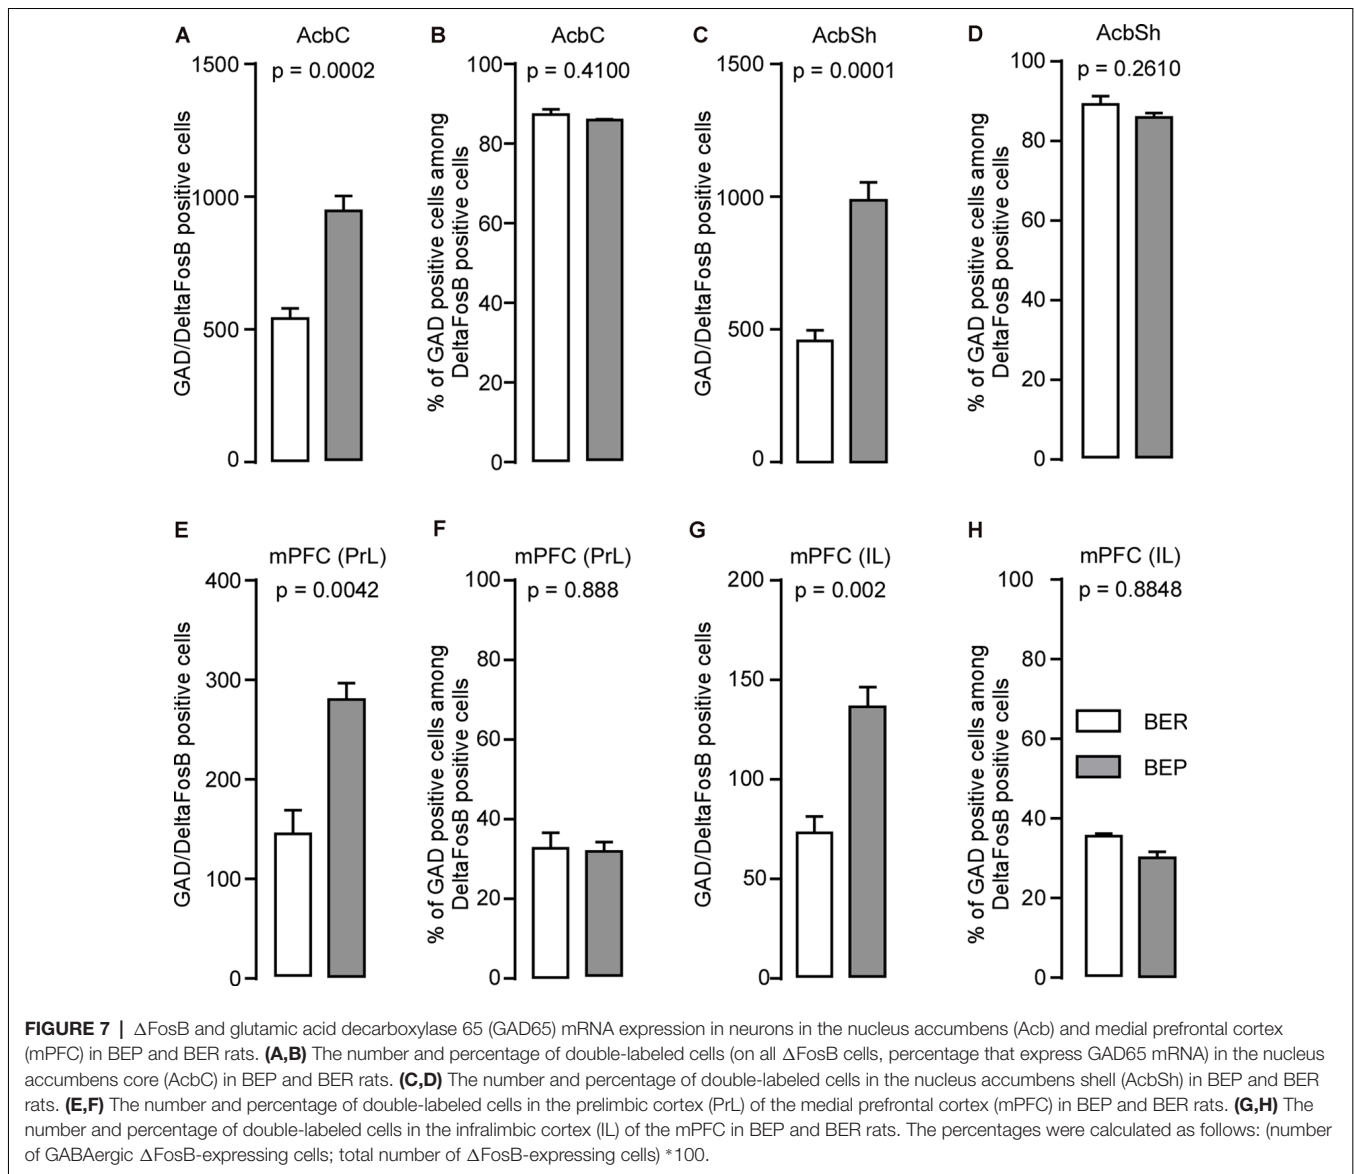 A
AcbC
p = 0.0002
GAD/DeltaFosB positive cells
1500
1000
500
0
B
AcbC
p = 0.4100
% of GAD positive cells among
DeltaFosB positive cells
100
80
60
40
20
0
C
AcbSh
p = 0.0001
GAD/DeltaFosB positive cells
1500
1000
500
0
D
AcbSh
p = 0.2610
% of GAD positive cells among
DeltaFosB positive cells
100
80
60
40
20
0
E
mPFC (PrL)
p = 0.0042
GAD/DeltaFosB positive cells
400
300
200
100
0
F
mPFC (PrL)
p = 0.888
% of GAD positive cells among
DeltaFosB positive cells
100
80
60
40
20
0
G
mPFC (IL)
p = 0.002
GAD/DeltaFosB positive cells
200
150
100
50
0
H
mPFC (IL)
p = 0.8848
% of GAD positive cells among
DeltaFosB positive cells
100
80
60
40
20
0
BER
BEP
FIGURE 7 | ΔFosB and glutamic acid decarboxylase 65 (GAD65) mRNA expression in neurons in the nucleus accumbens (Acb) and medial prefrontal cortex
(mPFC) in BEP and BER rats. (A,B) The number and percentage of double-labeled cells (on all ΔFosB cells, percentage that express GAD65 mRNA) in the nucleus
accumbens core (AcbC) in BEP and BER rats. (C,D) The number and percentage of double-labeled cells in the nucleus accumbens shell (AcbSh) in BEP and BER
rats. (E,F) The number and percentage of double-labeled cells in the prelimbic cortex (PrL) of the medial prefrontal cortex (mPFC) in BEP and BER rats. (G,H) The
number and percentage of double-labeled cells in the infralimbic cortex (IL) of the mPFC in BEP and BER rats. The percentages were calculated as follows: (number
of GABAergic ΔFosB-expressing cells; total number of ΔFosB-expressing cells) *100.